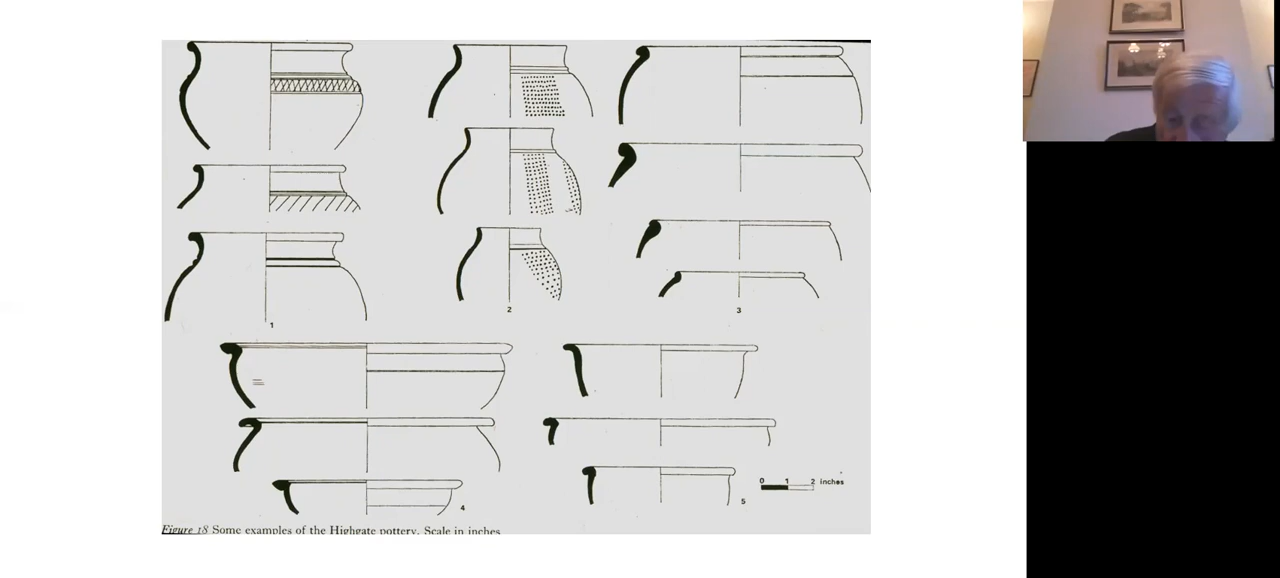 1
2
3
4
5
0 1 2 inches
Figure 18 Some examples of the Highgate pottery. Scale in inches